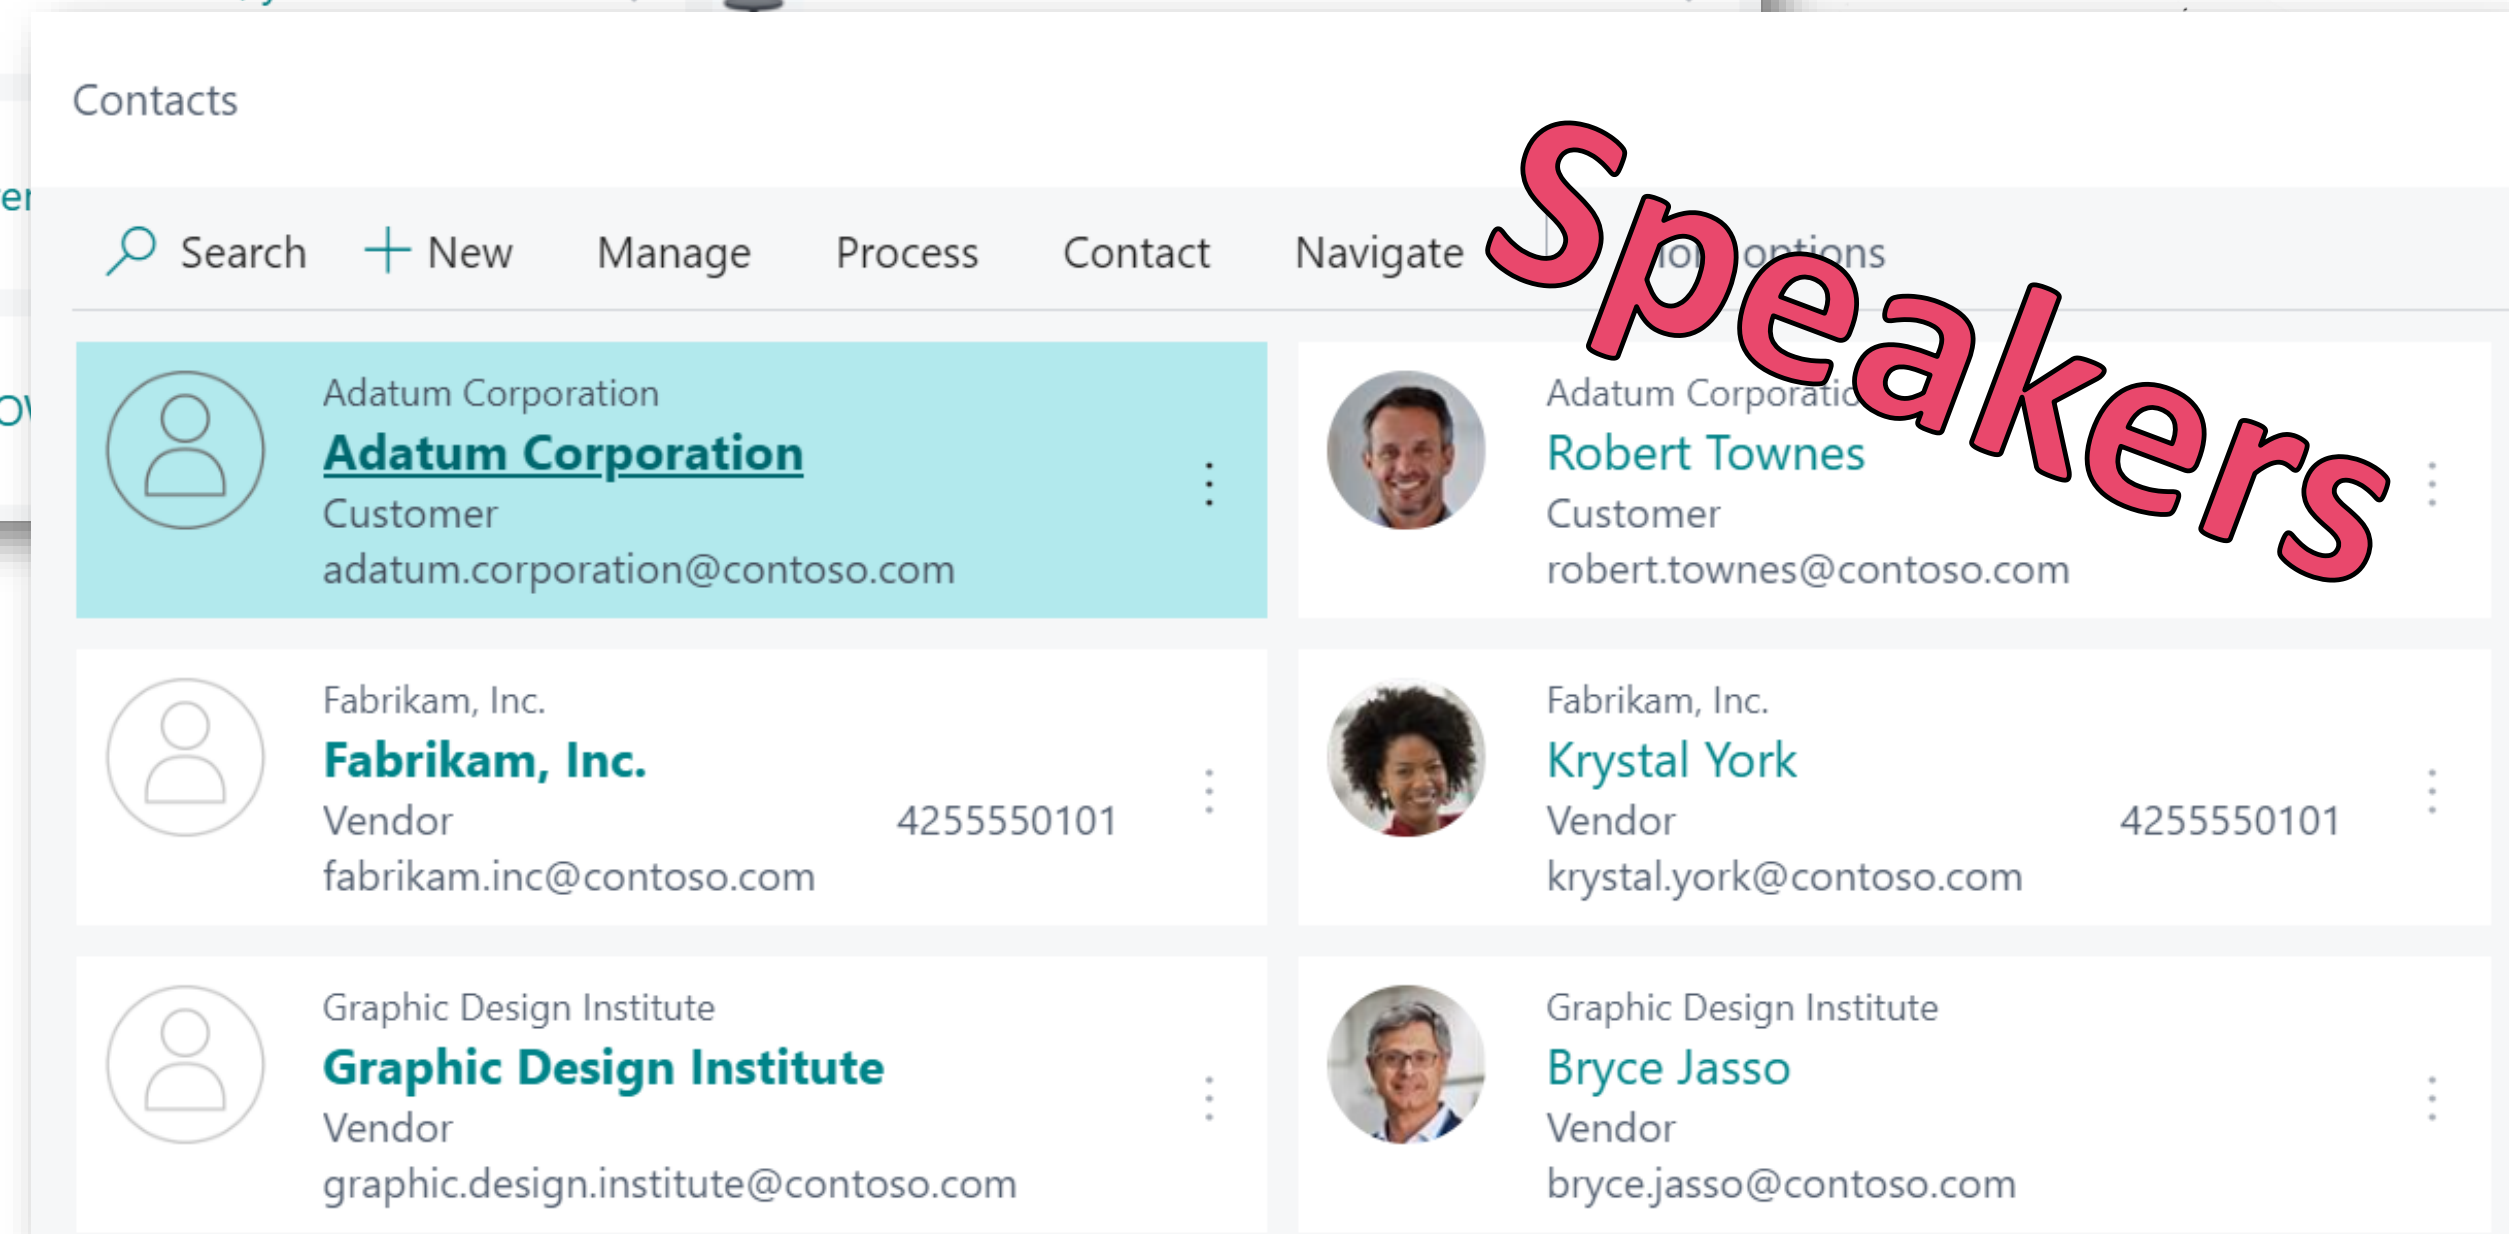 Contacts
Speakers
Search New Manage Process Contact Navigate options
Adatum Corporation
Adatum Corporation
Customer
adatum.corporation@contoso.com
Adatum Corporatio
Robert Townes
Customer
robert.townes@contoso.com
Fabrikam, Inc.
Fabrikam, Inc.
Vendor 4255550101
fabrikam.inc@contoso.com
Fabrikam, Inc.
Krystal York
Vendor 4255550101
krystal.york@contoso.com
Graphic Design Institute
Graphic Design Institute
Vendor
graphic.design.institute@contoso.com
Graphic Design Institute
Bryce Jasso
Vendor
bryce.jasso@contoso.com